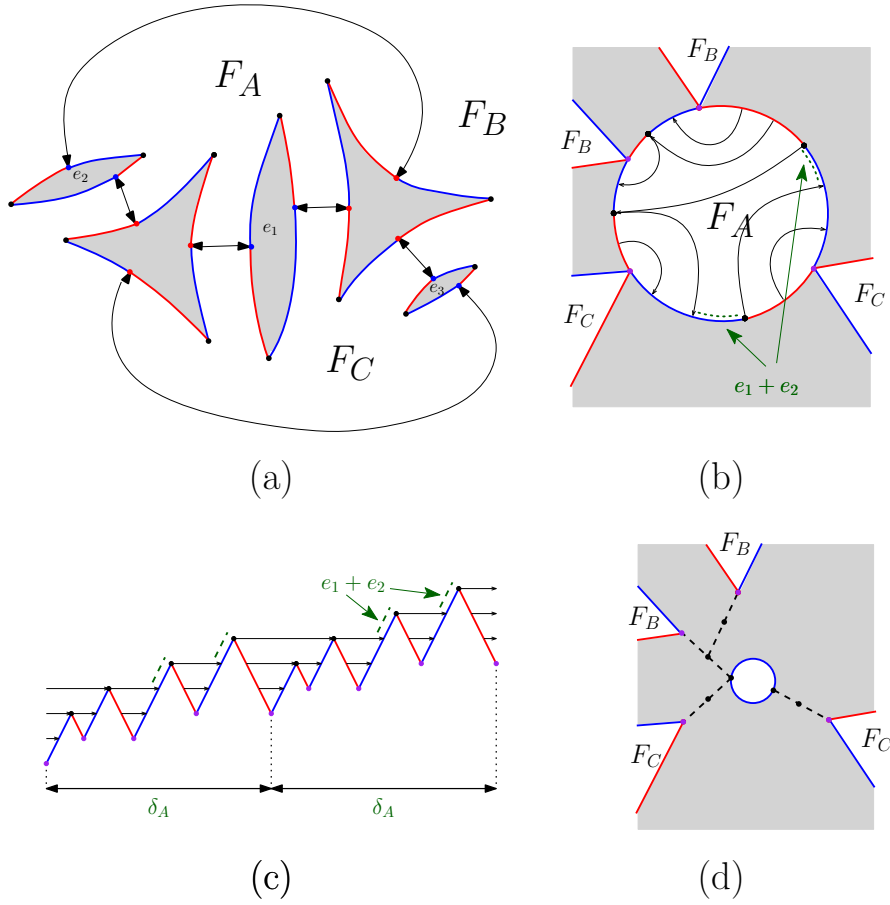 F_A
F_B
e_2
e_1
e_3
F_C
(a)
F_B
F_B
F_A
F_C
F_C
e_1 + e_2
(b)
e_1 + e_2
δ_A
δ_A
(c)
F_B
F_B
F_C
F_C
(d)